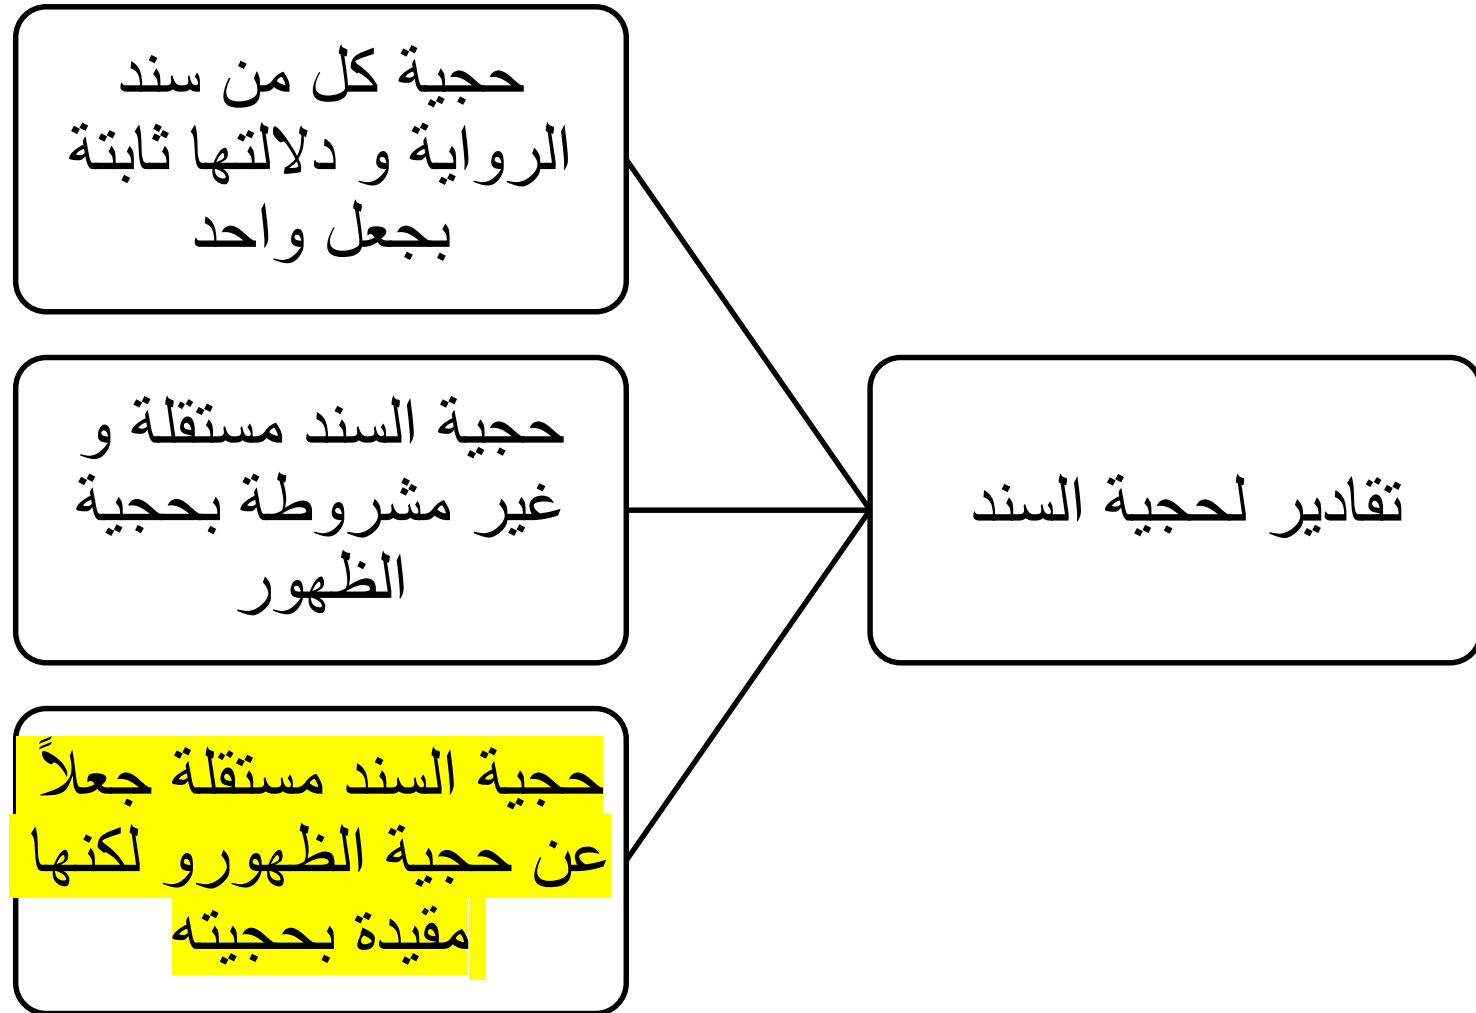 تقادير لحجية السند
حجية كل من سند
الرواية و دلالتها ثابتة
بجعل واحد
حجية السند مستقلة و
غير مشروطة بحجية
الظهور
حجية السند مستقلة جعلاً
عن حجية الظهورو لكنها
مقيدة بحجيته